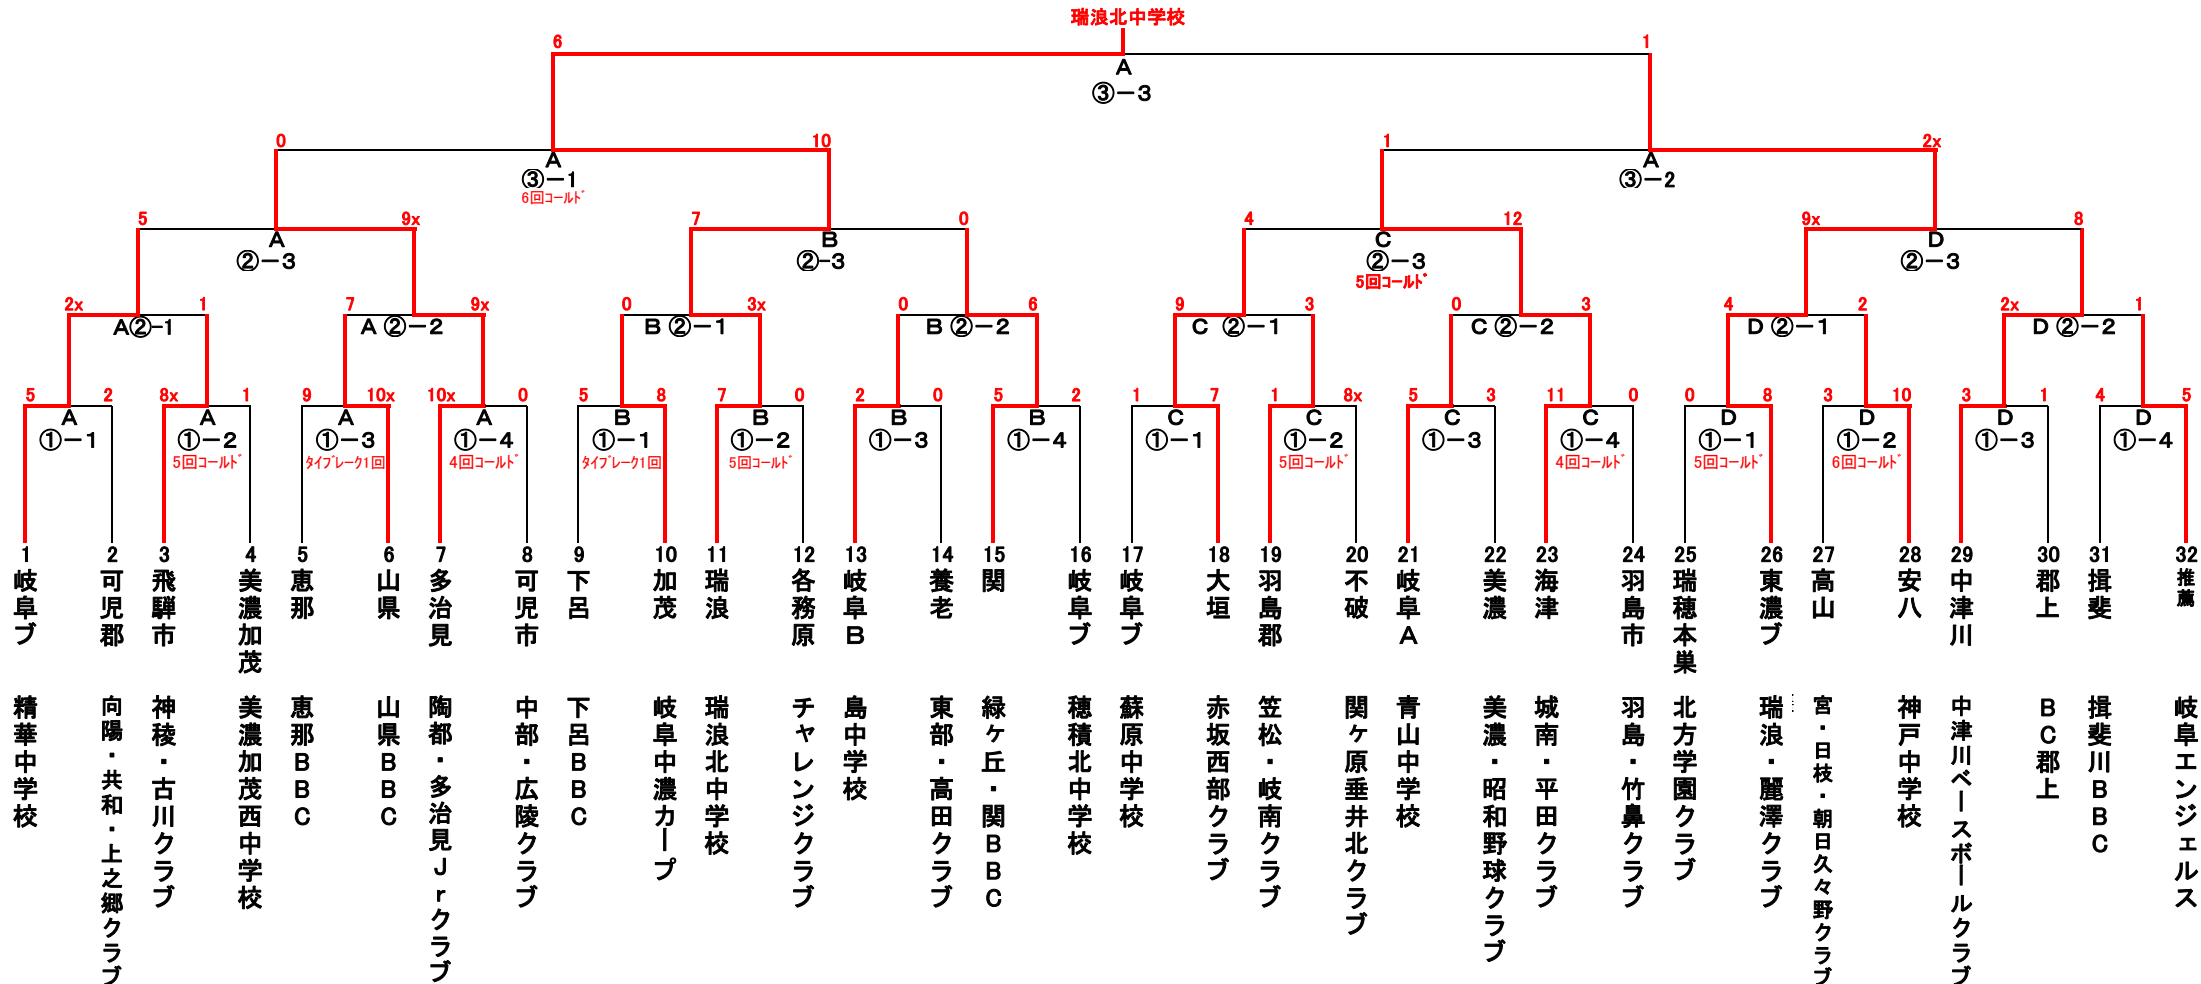 瑞浪北中学校
6 1
A
③－3
0 10 1 2x
A A
③－1 ③－2
6回コールド
5 9x 7 0 4 12 9x 8
A B C D
②－3 ②-3 ②－3 ②－3
5回コールド
2x 1 7 9x 0 3x 0 6 9 3 0 3 4 2 2x 1
A②-1 A②－2 B②－1 B②－2 C②－1 C②－2 D②－1 D②－2
5 2 8x 1 9 10x 10x 0 5 8 7 0 2 0 5 2 1 7 1 8x 5 3 11 0 0 8 3 10 3 1 4 5
A A A A B B B B C C C C D D D D
①－1 ①－2 ①－3 ①－4 ①－1 ①－2 ①－3 ①－4 ①－1 ①－2 ①－3 ①－4 ①－1 ①－2 ①－3 ①－4
5回コールド タイブレーク1回 4回コールド タイブレーク1回 5回コールド 5回コールド 4回コールド 5回コールド 6回コールド
1 2 3 4 5 6 7 8 9 10 11 12 13 14 15 16 17 18 19 20 21 22 23 24 25 26 27 28 29 30 31 32
岐阜ブ
可児郡
飛騨市
美濃加茂
恵那
山県
多治見
可児市
下呂
加茂
瑞浪
各務原
岐阜B
養老
関
岐阜ブ
岐阜ブ
大垣
羽島郡
不破
岐阜A
美濃
海津
羽島市
瑞穂本巣
東濃ブ
高山
安八
中津川
郡上
揖斐
推薦
精華中学校
向陽・共和・上之郷クラブ
神稜・古川クラブ
美濃加茂西中学校
恵那BBC
山県BBC
陶都・多治見Jrクラブ
中部・広陵クラブ
下呂BBC
岐阜中濃カープ
瑞浪北中学校
チャレンジクラブ
島中学校
東部・高田クラブ
緑ヶ丘・関BBC
穂積北中学校
蘇原中学校
赤坂西部クラブ
笠松・岐南クラブ
関ヶ原垂井北クラブ
青山中学校
美濃・昭和野球クラブ
城南・平田クラブ
羽島・竹鼻クラブ
北方学園クラブ
瑞浪・麗澤クラブ
宮・日枝・朝日久々野クラブ
神戸中学校
中津川ベースボールクラブ
BC郡上
揖斐川BBC
岐阜エンジェルス